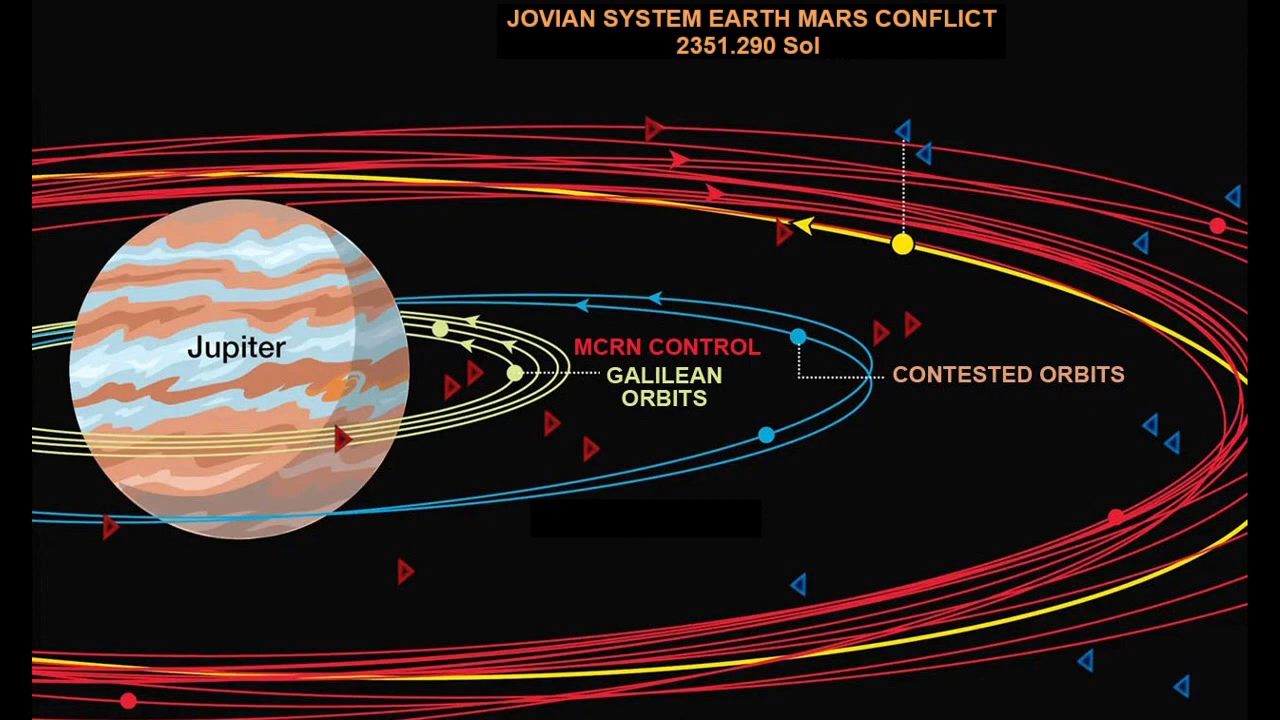 JOVIAN SYSTEM EARTH MARS CONFLICT
2351.290 Sol
Jupiter
MCRN CONTROL
GALILEAN
ORBITS
CONTESTED ORBITS